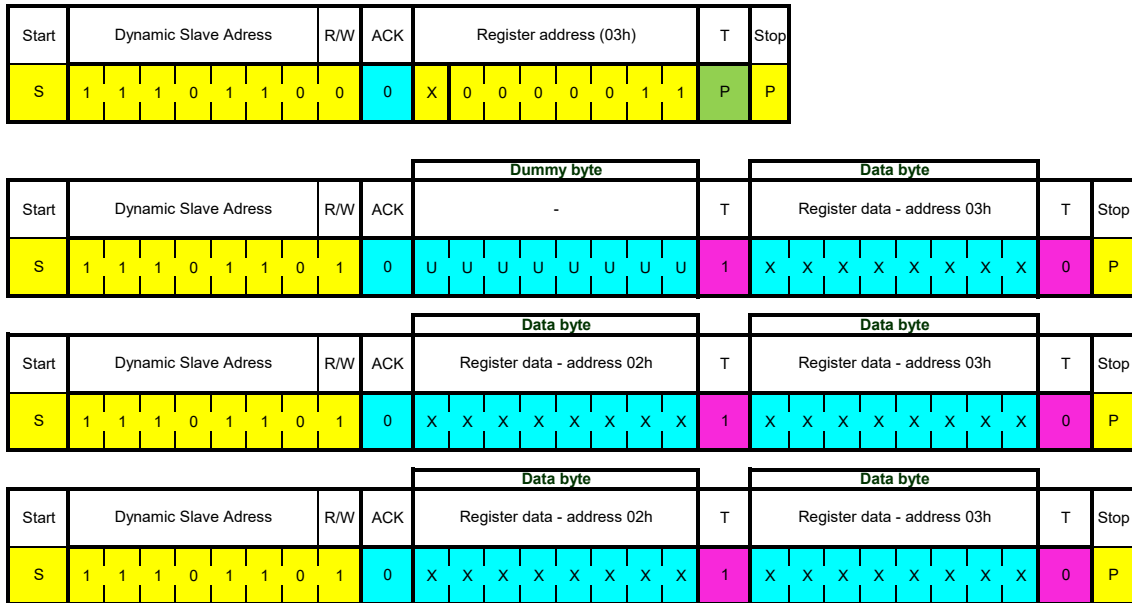 Start Dynamic Slave Adress R/W ACK Register address (03h) T Stop
S 1 1 1 0 1 1 0 0 0 X 0 0 0 0 0 1 1 P P
Dummy byte Data byte
Start Dynamic Slave Adress R/W ACK - T Register data - address 03h T Stop
S 1 1 1 0 1 1 0 1 0 U U U U U U U U 1 X X X X X X X X 0 P
Data byte Data byte
Start Dynamic Slave Adress R/W ACK Register data - address 02h T Register data - address 03h T Stop
S 1 1 1 0 1 1 0 1 0 X X X X X X X X 1 X X X X X X X X 0 P
Data byte Data byte
Start Dynamic Slave Adress R/W ACK Register data - address 02h T Register data - address 03h T Stop
S 1 1 1 0 1 1 0 1 0 X X X X X X X X 1 X X X X X X X X 0 P